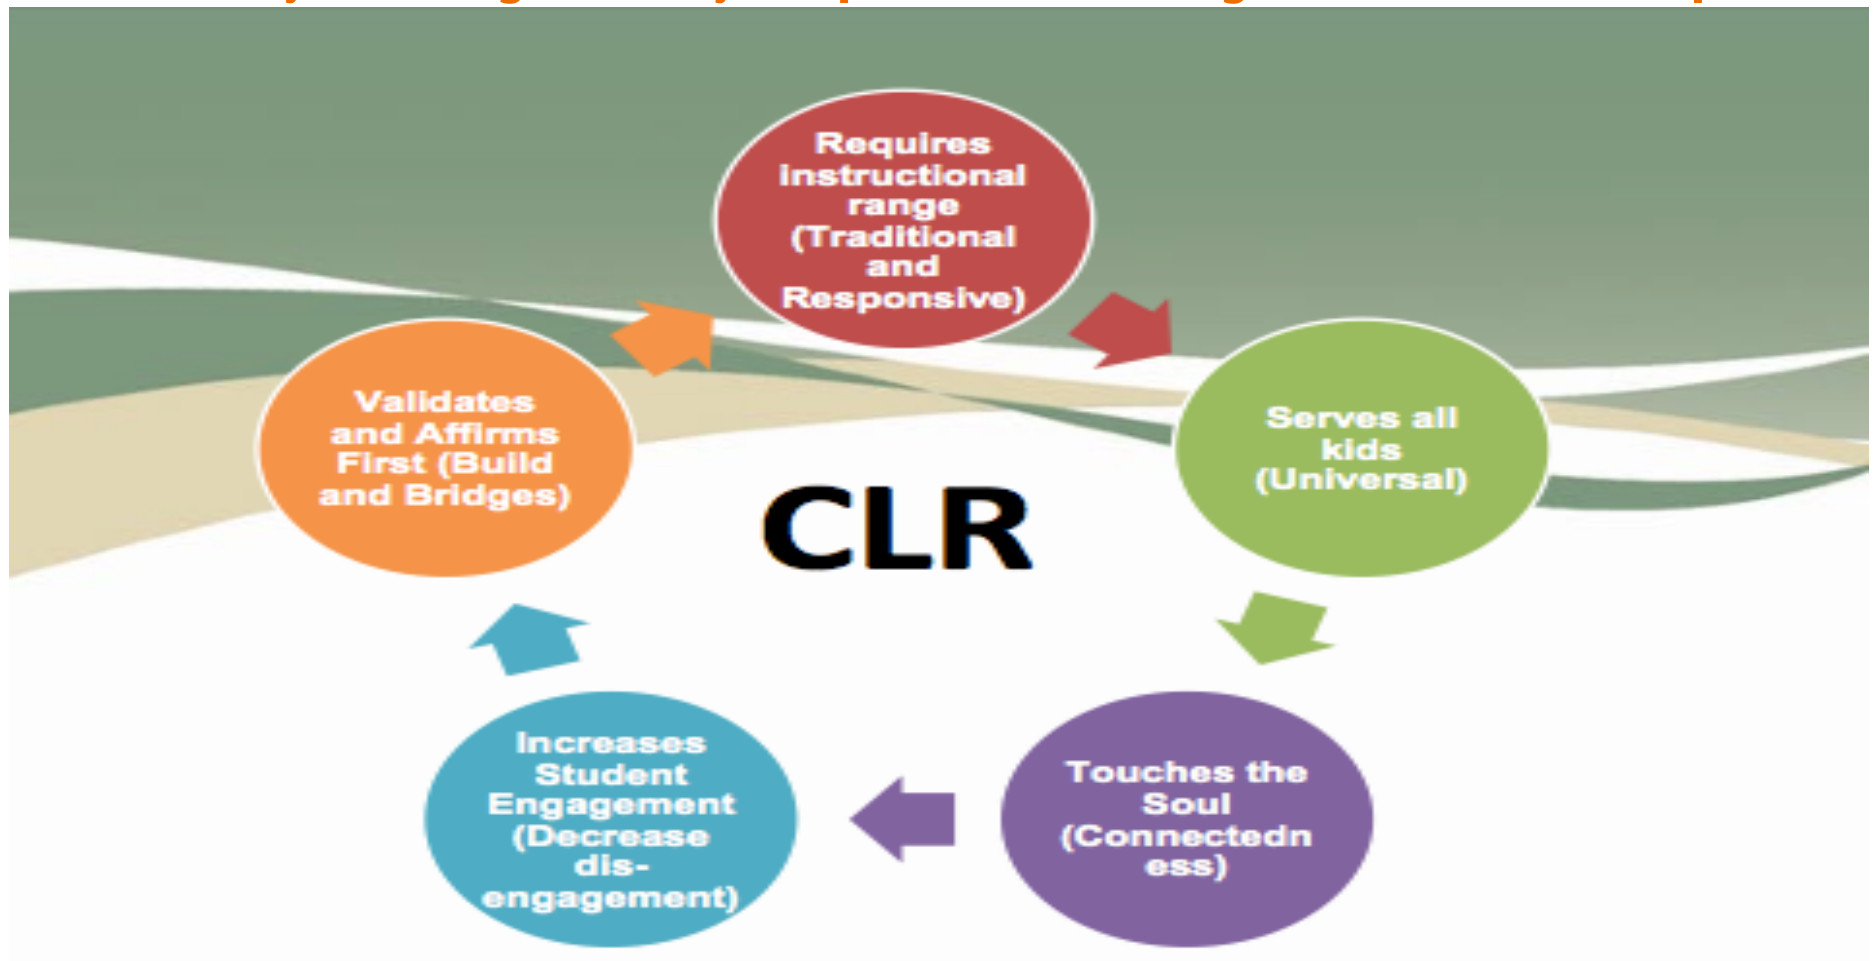 Requires
instructional
range
(Traditional
and
Responsive)
Serves all
kids
(Universal)
Touches the
Soul
(Connectedn
ess)
Increases
Student
Engagement
(Decrease
dis-
engagement)
Validates
and Affirms
First (Build
and Bridges)
CLR